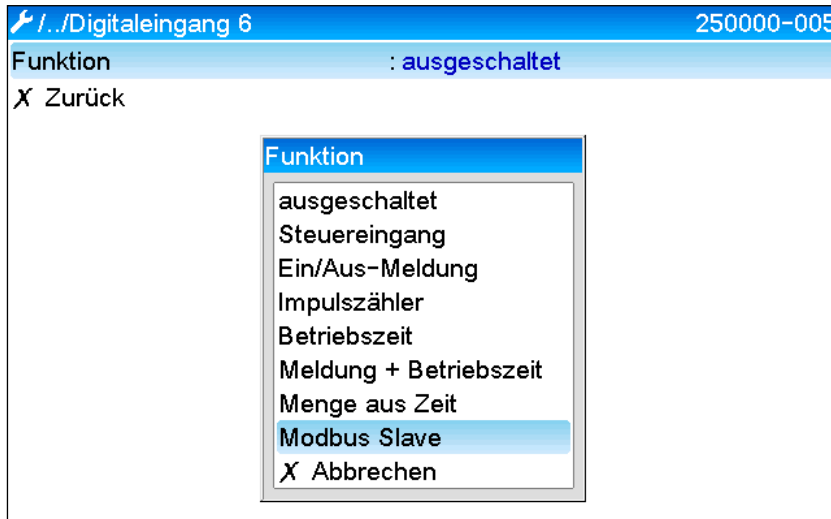 /../Digitaleingang 6 250000-005
Funktion : ausgeschaltet
X Zurück
Funktion
ausgeschaltet
Steuereingang
Ein/Aus-Meldung
Impulszähler
Betriebszeit
Meldung + Betriebszeit
Menge aus Zeit
Modbus Slave
X Abbrechen